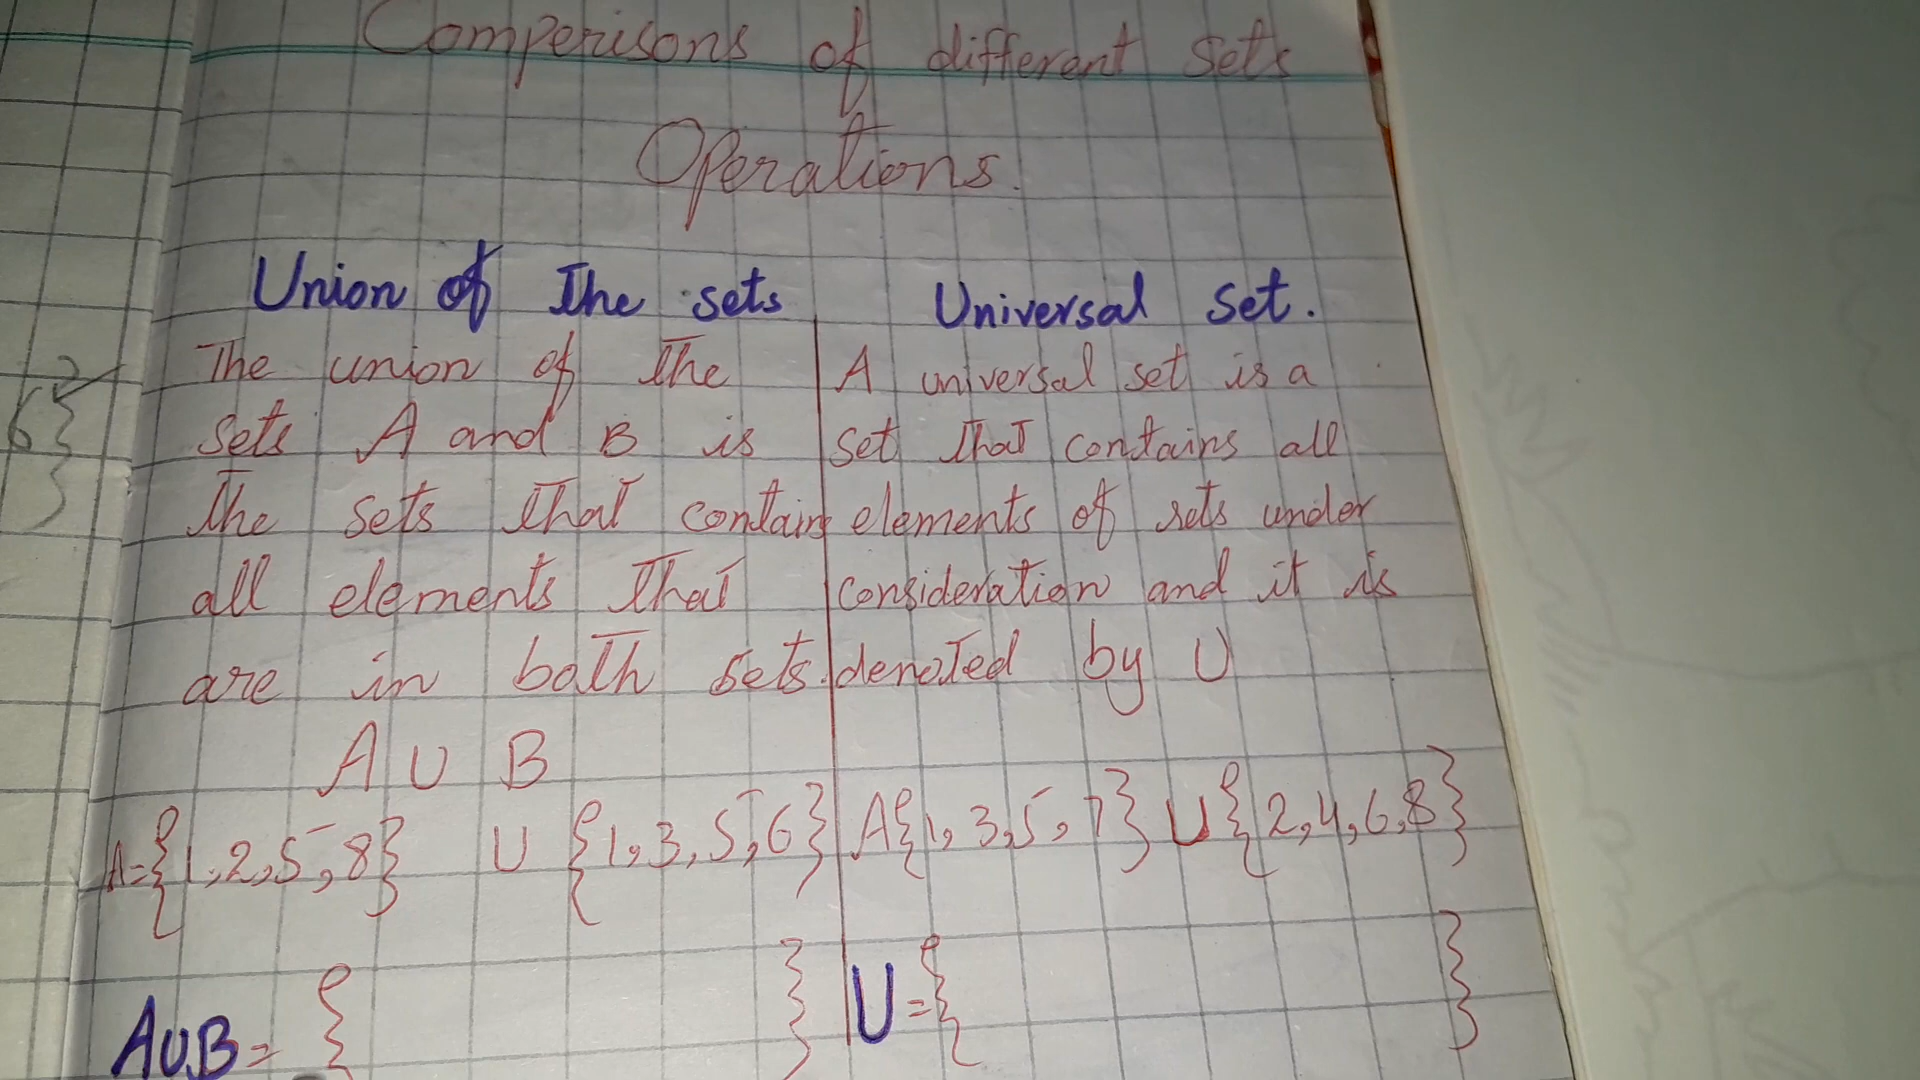 Comperisons of different sets
Operations.
Union of The sets
The union of The
sets A and B is
The sets that contain
all elements that
are in both sets.
A U B
A={1,2,5,8} U {1,3,5,6}
AUB= { }
Universal Set.
A universal set is a
set that contains all
elements of sets under
consideration and it is
denoted by U
A{1,3,5,7} U{2,4,6,8}
U={ }
6}